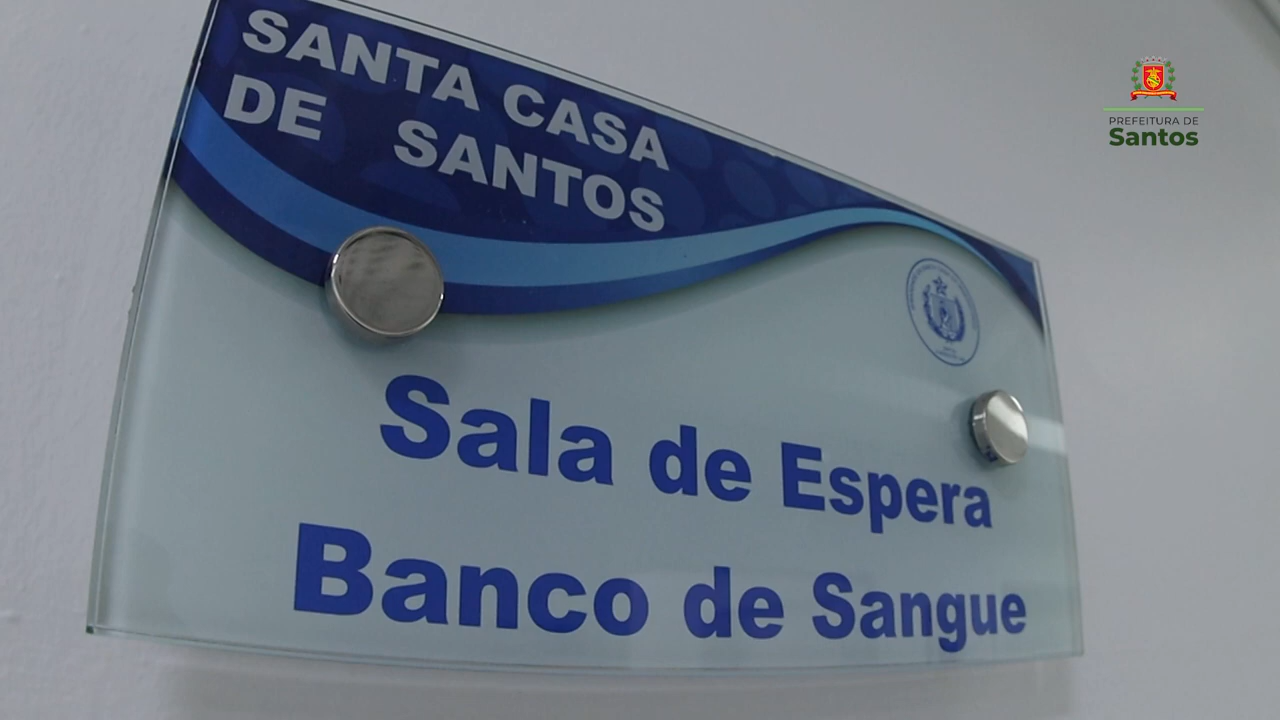 SANTA CASA
DE SANTOS
Sala de Espera
Banco de Sangue
PREFEITURA DE
Santos